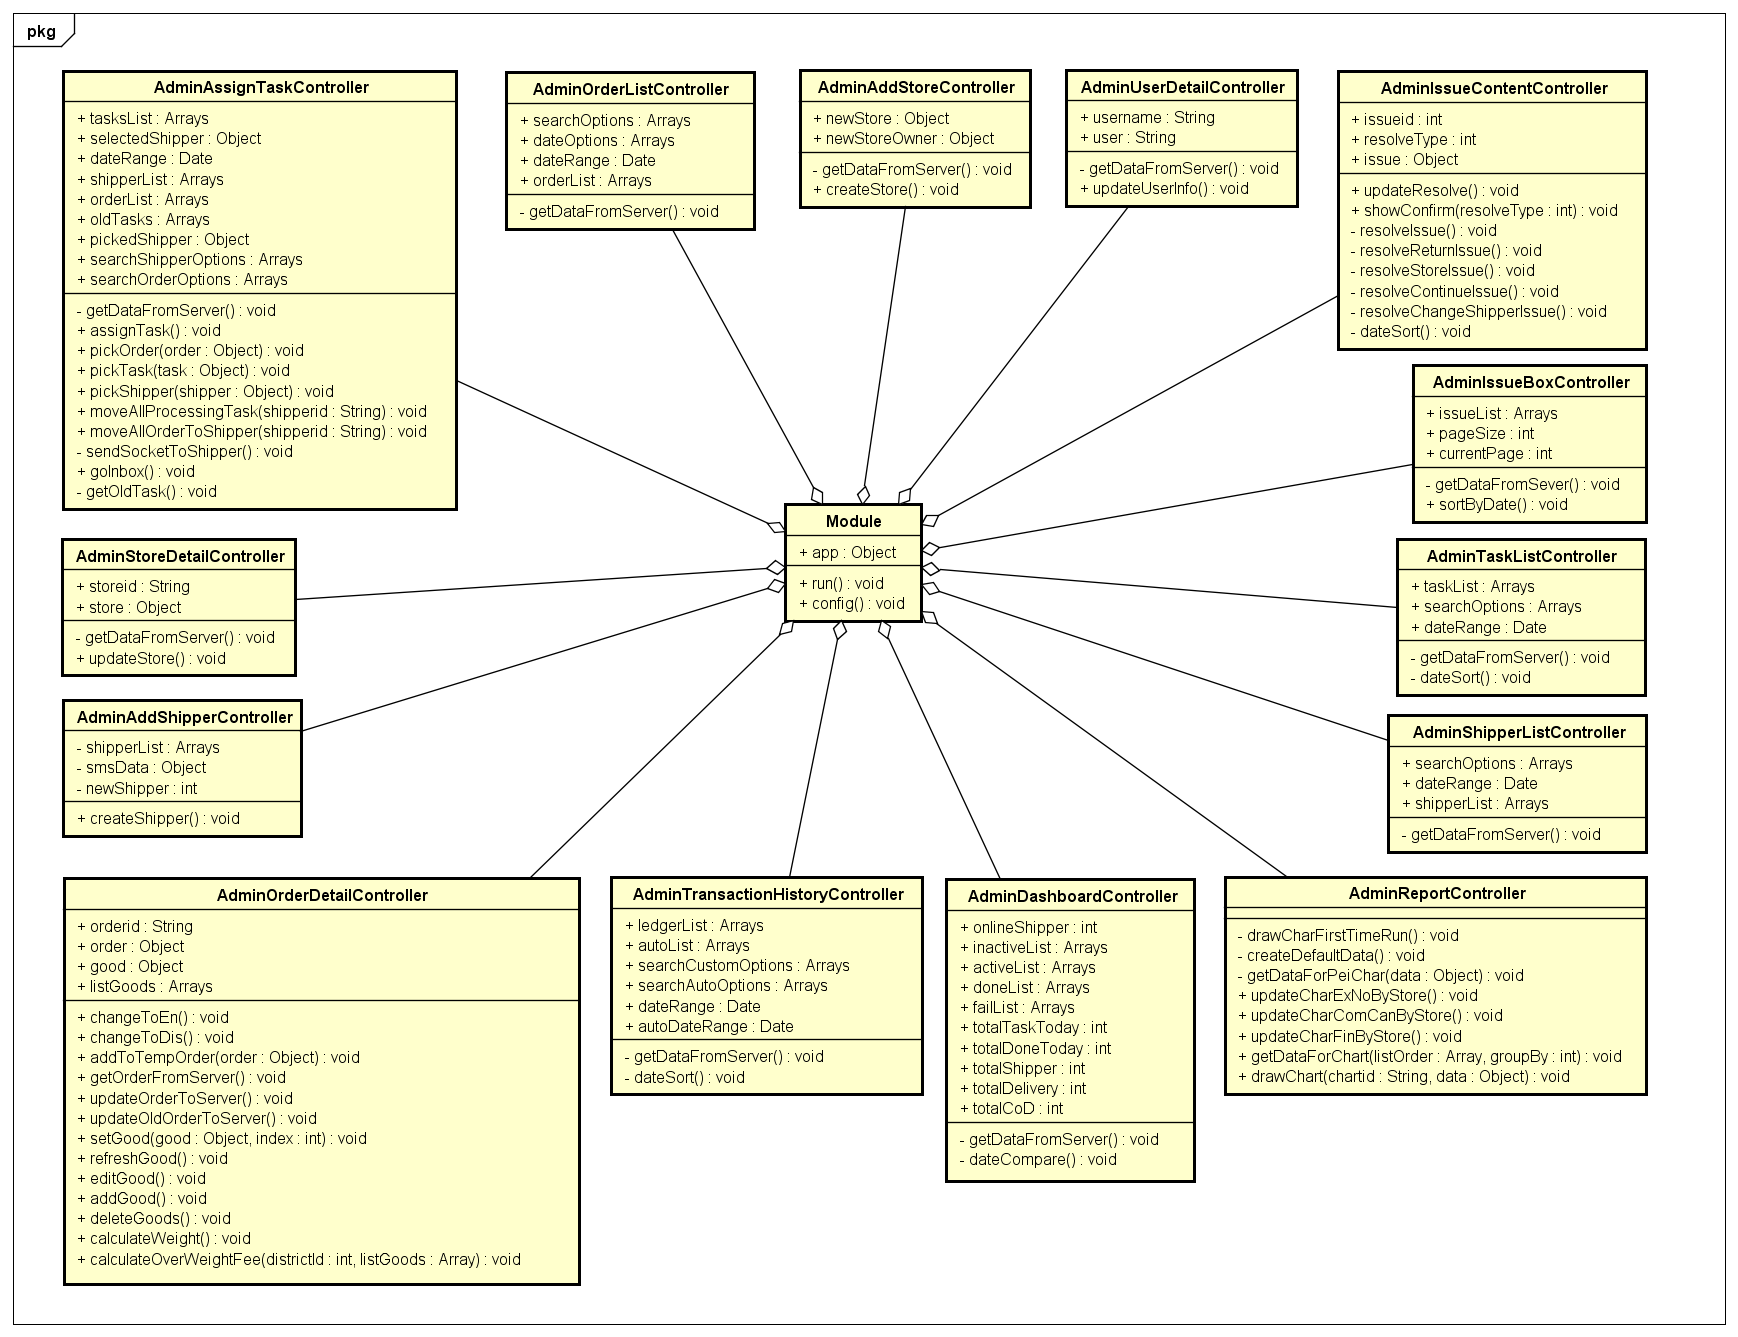 pkg
AdminAssignTaskController
+ tasksList : Arrays
+ selectedShipper : Object
+ dateRange : Date
+ shipperList : Arrays
+ orderList : Arrays
+ oldTasks : Arrays
+ pickedShipper : Object
+ searchShipperOptions : Arrays
+ searchOrderOptions : Arrays
- getDataFromServer() : void
+ assignTask() : void
+ pickOrder(order : Object) : void
+ pickTask(task : Object) : void
+ pickShipper(shipper : Object) : void
+ moveAllProcessingTask(shipperid : String) : void
+ moveAllOrderToShipper(shipperid : String) : void
- sendSocketToShipper() : void
+ goInbox() : void
- getOldTask() : void
AdminOrderListController
+ searchOptions : Arrays
+ dateOptions : Arrays
+ dateRange : Date
+ orderList : Arrays
- getDataFromServer() : void
AdminAddStoreController
+ newStore : Object
+ newStoreOwner : Object
- getDataFromServer() : void
+ createStore() : void
AdminUserDetailController
+ username : String
+ user : String
- getDataFromServer() : void
+ updateUserInfo() : void
AdminIssueContentController
+ issueid : int
+ resolveType : int
+ issue : Object
+ updateResolve() : void
+ showConfirm(resolveType : int) : void
- resolveIssue() : void
- resolveReturnIssue() : void
- resolveStoreIssue() : void
- resolveContinueIssue() : void
- resolveChangeShipperIssue() : void
- dateSort() : void
AdminIssueBoxController
+ issueList : Arrays
+ pageSize : int
+ currentPage : int
- getDataFromSever() : void
+ sortByDate() : void
Module
+ app : Object
+ run() : void
+ config() : void
AdminStoreDetailController
+ storeid : String
+ store : Object
- getDataFromServer() : void
+ updateStore() : void
AdminTaskListController
+ taskList : Arrays
+ searchOptions : Arrays
+ dateRange : Date
- getDataFromServer() : void
- dateSort() : void
AdminAddShipperController
- shipperList : Arrays
- smsData : Object
- newShipper : int
+ createShipper() : void
AdminShipperListController
+ searchOptions : Arrays
+ dateRange : Date
+ shipperList : Arrays
- getDataFromServer() : void
AdminOrderDetailController
+ orderid : String
+ order : Object
+ good : Object
+ listGoods : Arrays
+ changeToEn() : void
+ changeToDis() : void
+ addToTempOrder(order : Object) : void
+ getOrderFromServer() : void
+ updateOrderToServer() : void
+ updateOldOrderToServer() : void
+ setGood(good : Object, index : int) : void
+ refreshGood() : void
+ editGood() : void
+ addGood() : void
+ deleteGoods() : void
+ calculateWeight() : void
+ calculateOverWeightFee(districtId : int, listGoods : Array) : void
AdminTransactionHistoryController
+ ledgerList : Arrays
+ autoList : Arrays
+ searchCustomOptions : Arrays
+ searchAutoOptions : Arrays
+ dateRange : Date
+ autoDateRange : Date
- getDataFromServer() : void
- dateSort() : void
AdminDashboardController
+ onlineShipper : int
+ inactiveList : Arrays
+ activeList : Arrays
+ doneList : Arrays
+ failList : Arrays
+ totalTaskToday : int
+ totalDoneToday : int
+ totalShipper : int
+ totalDelivery : int
+ totalCoD : int
- getDataFromServer() : void
- dateCompare() : void
AdminReportController
- drawCharFirstTimeRun() : void
- createDefaultData() : void
- getDataForPeiChar(data : Object) : void
+ updateCharExNoByStore() : void
+ updateCharComCanByStore() : void
+ updateCharFinByStore() : void
+ getDataForChart(listOrder : Array, groupBy : int) : void
+ drawChart(chartid : String, data : Object) : void